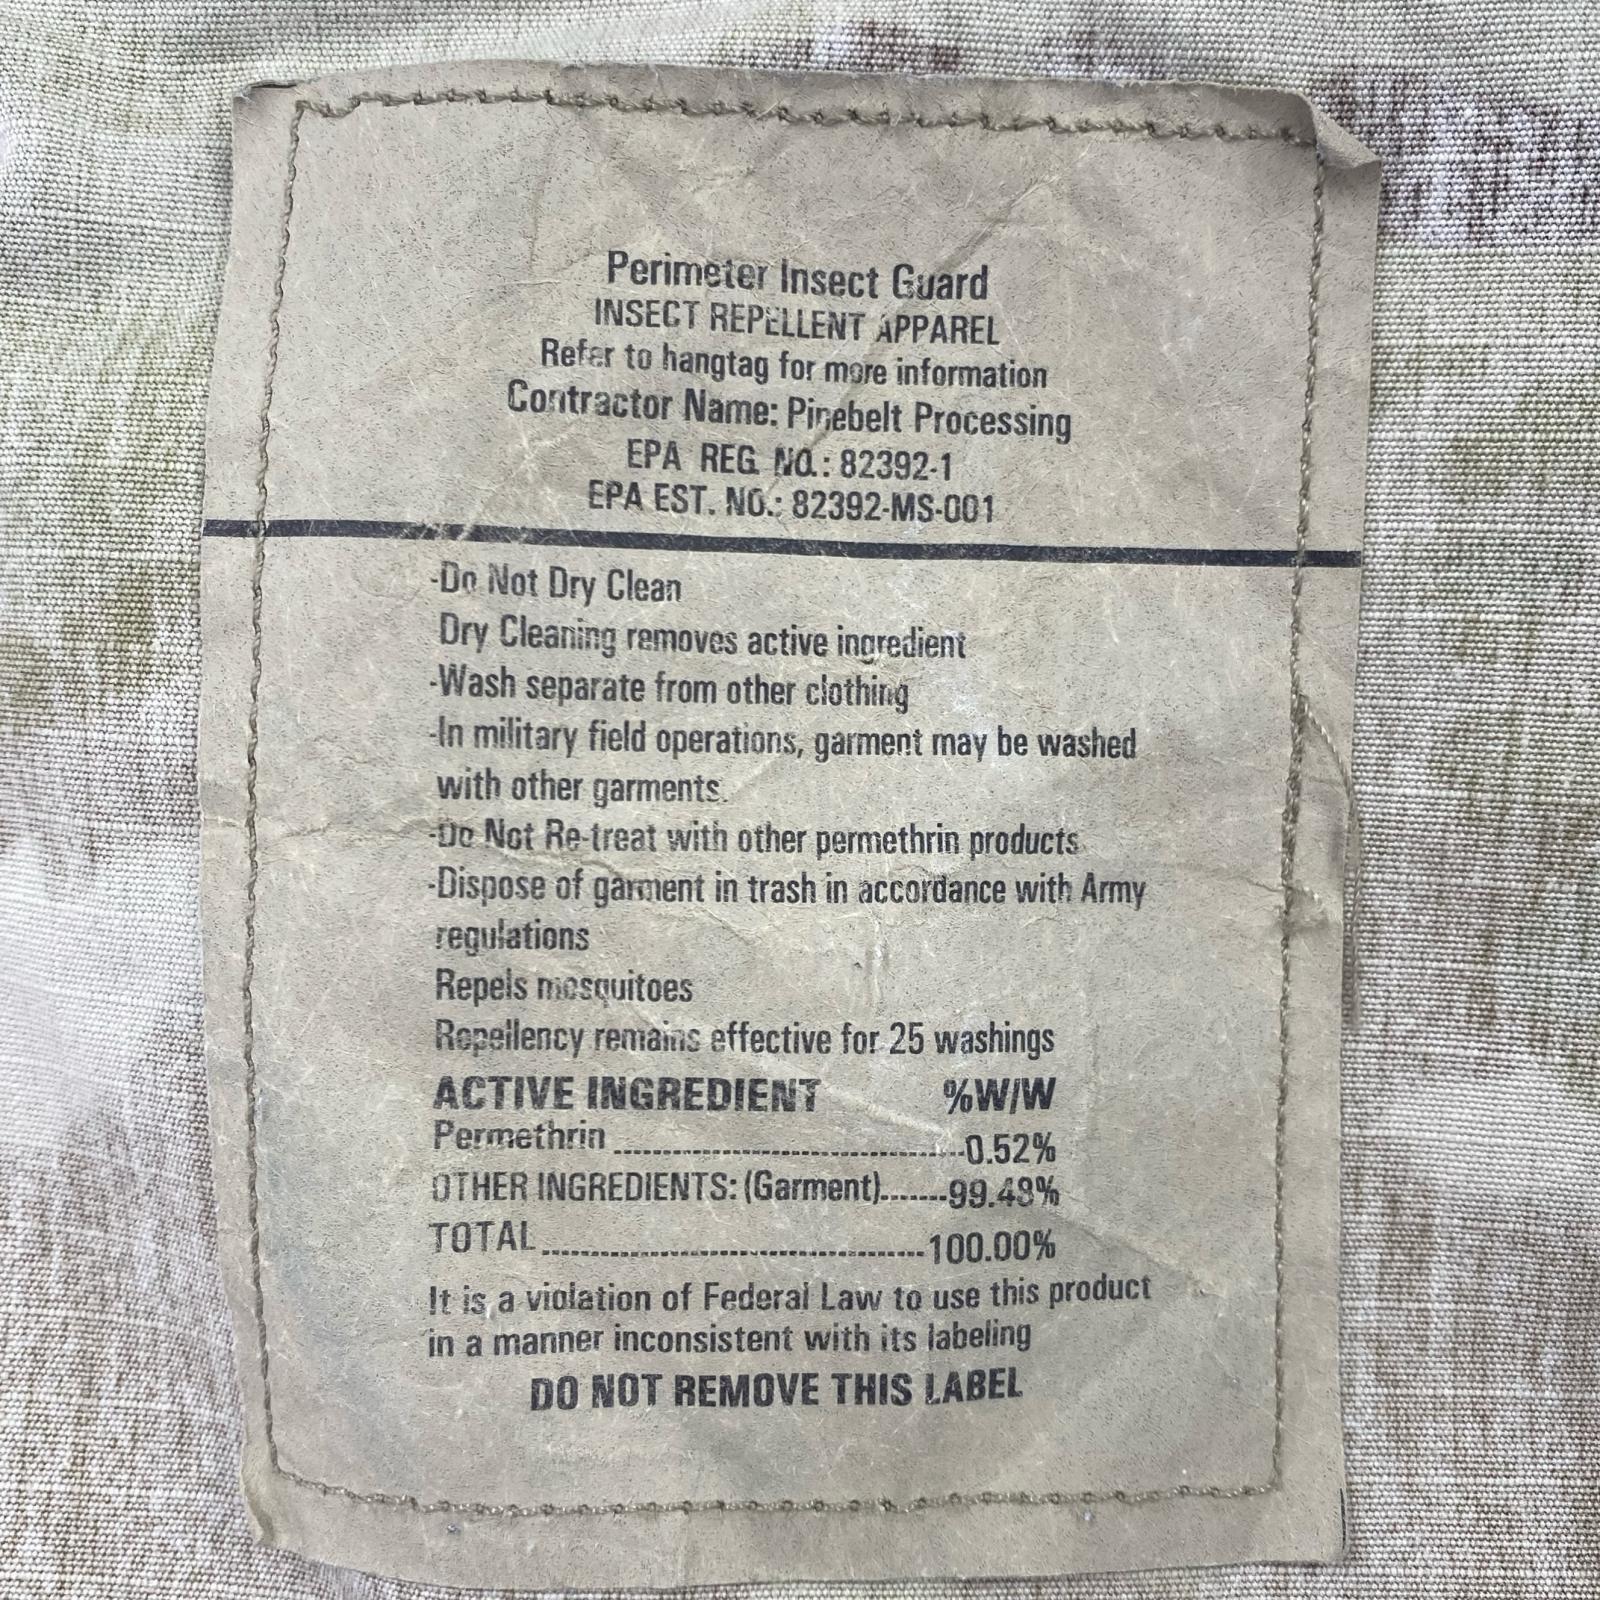 Perimeter Insect Guard
INSECT REPELLENT APPAREL
Refer to hangtag for more information
Contractor Name: Pinebelt Processing
EPA REG. NO.: 82392-1
EPA EST. NO.: 82392-MS-001
-Do Not Dry Clean
Dry Cleaning removes active ingredient
-Wash separate from other clothing
-In military field operations, garment may be washed
with other garments.
-Do Not Re-treat with other permethrin products
-Dispose of garment in trash in accordance with Army
regulations
Repels mosquitoes
Repellency remains effective for 25 washings
ACTIVE INGREDIENT %W/W
Permethrin ........................................0.52%
OTHER INGREDIENTS: (Garment).......99.48%
TOTAL............................................100.00%
It is a violation of Federal Law to use this product
in a manner inconsistent with its labeling
DO NOT REMOVE THIS LABEL